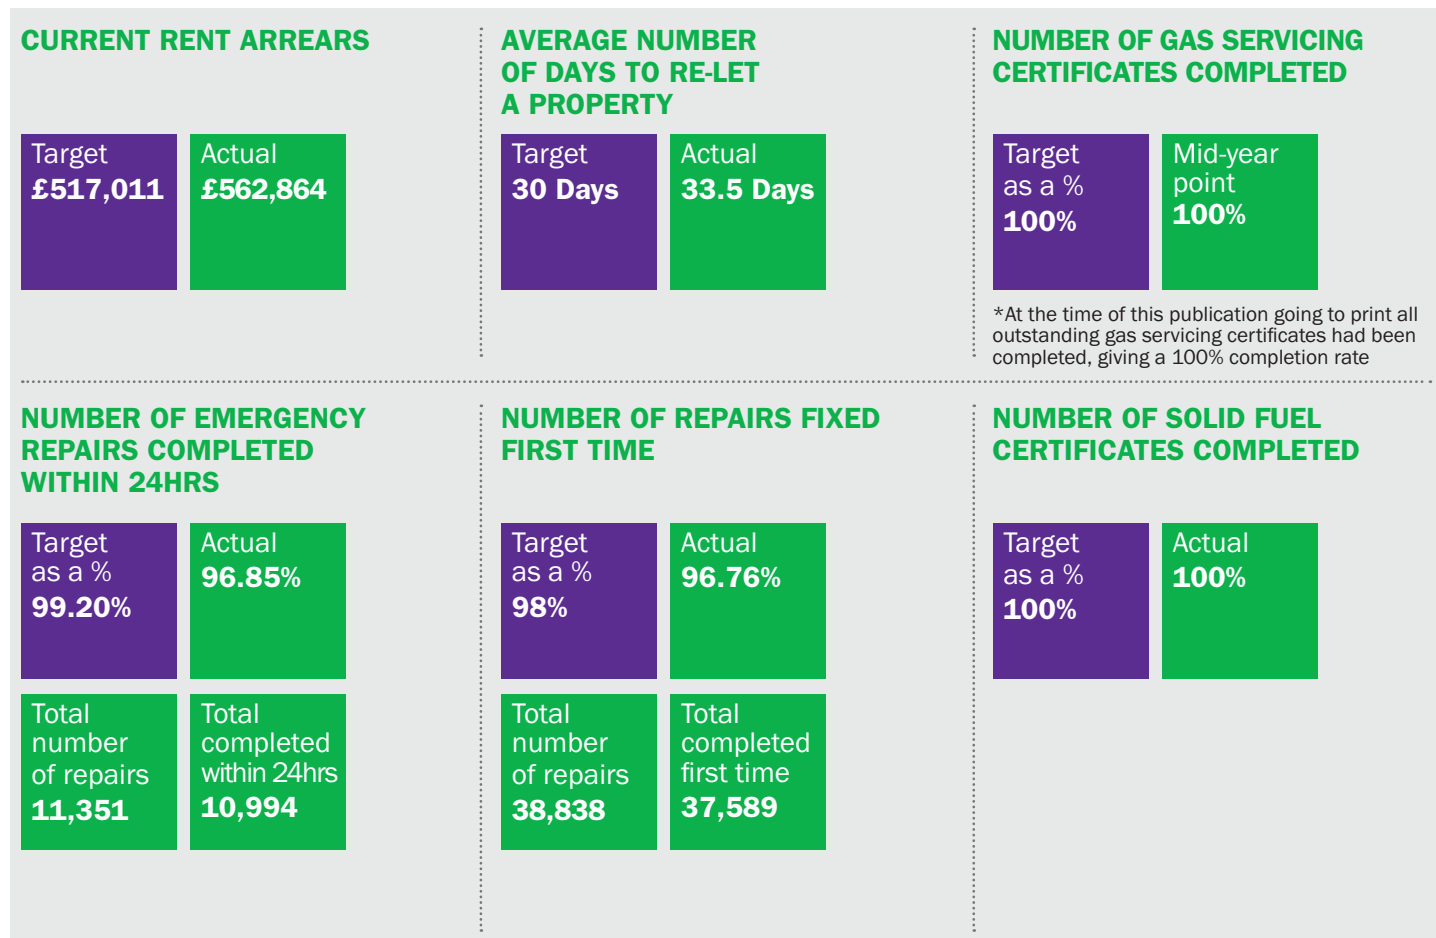 CURRENT RENT ARREARS
Target
£517,011
Actual
£562,864
AVERAGE NUMBER
OF DAYS TO RE-LET
A PROPERTY
Target
30 Days
Actual
33.5 Days
NUMBER OF GAS SERVICING
CERTIFICATES COMPLETED
Target
as a %
100%
Mid-year
point
100%
*At the time of this publication going to print all
outstanding gas servicing certificates had been
completed, giving a 100% completion rate
NUMBER OF EMERGENCY
REPAIRS COMPLETED
WITHIN 24HRS
Target
as a %
99.20%
Actual
96.85%
Total
number
of repairs
11,351
Total
completed
within 24hrs
10,994
NUMBER OF REPAIRS FIXED
FIRST TIME
Target
as a %
98%
Actual
96.76%
Total
number
of repairs
38,838
Total
completed
first time
37,589
NUMBER OF SOLID FUEL
CERTIFICATES COMPLETED
Target
as a %
100%
Actual
100%